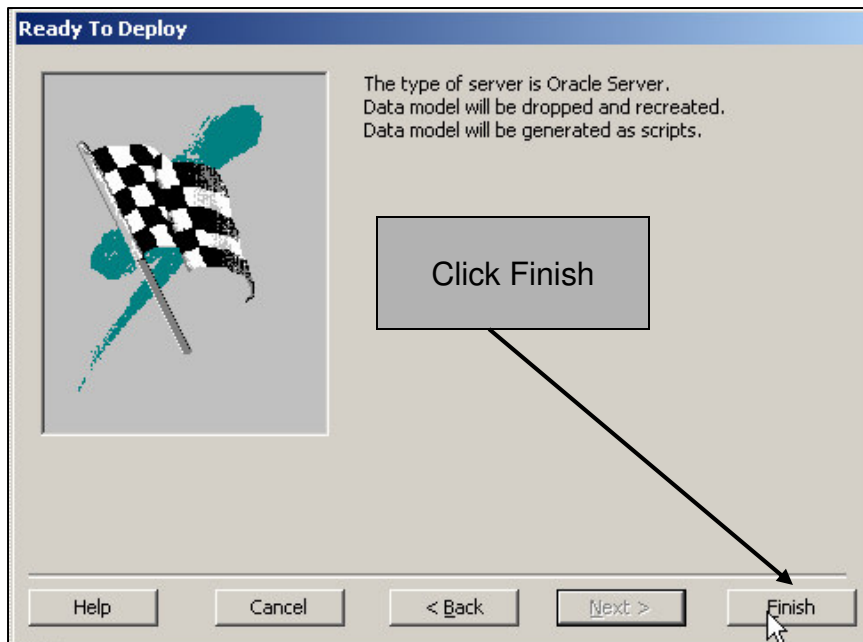 Ready To Deploy
The type of server is Oracle Server.
Data model will be dropped and recreated.
Data model will be generated as scripts.
Click Finish
Help Cancel < Back Next > Finish